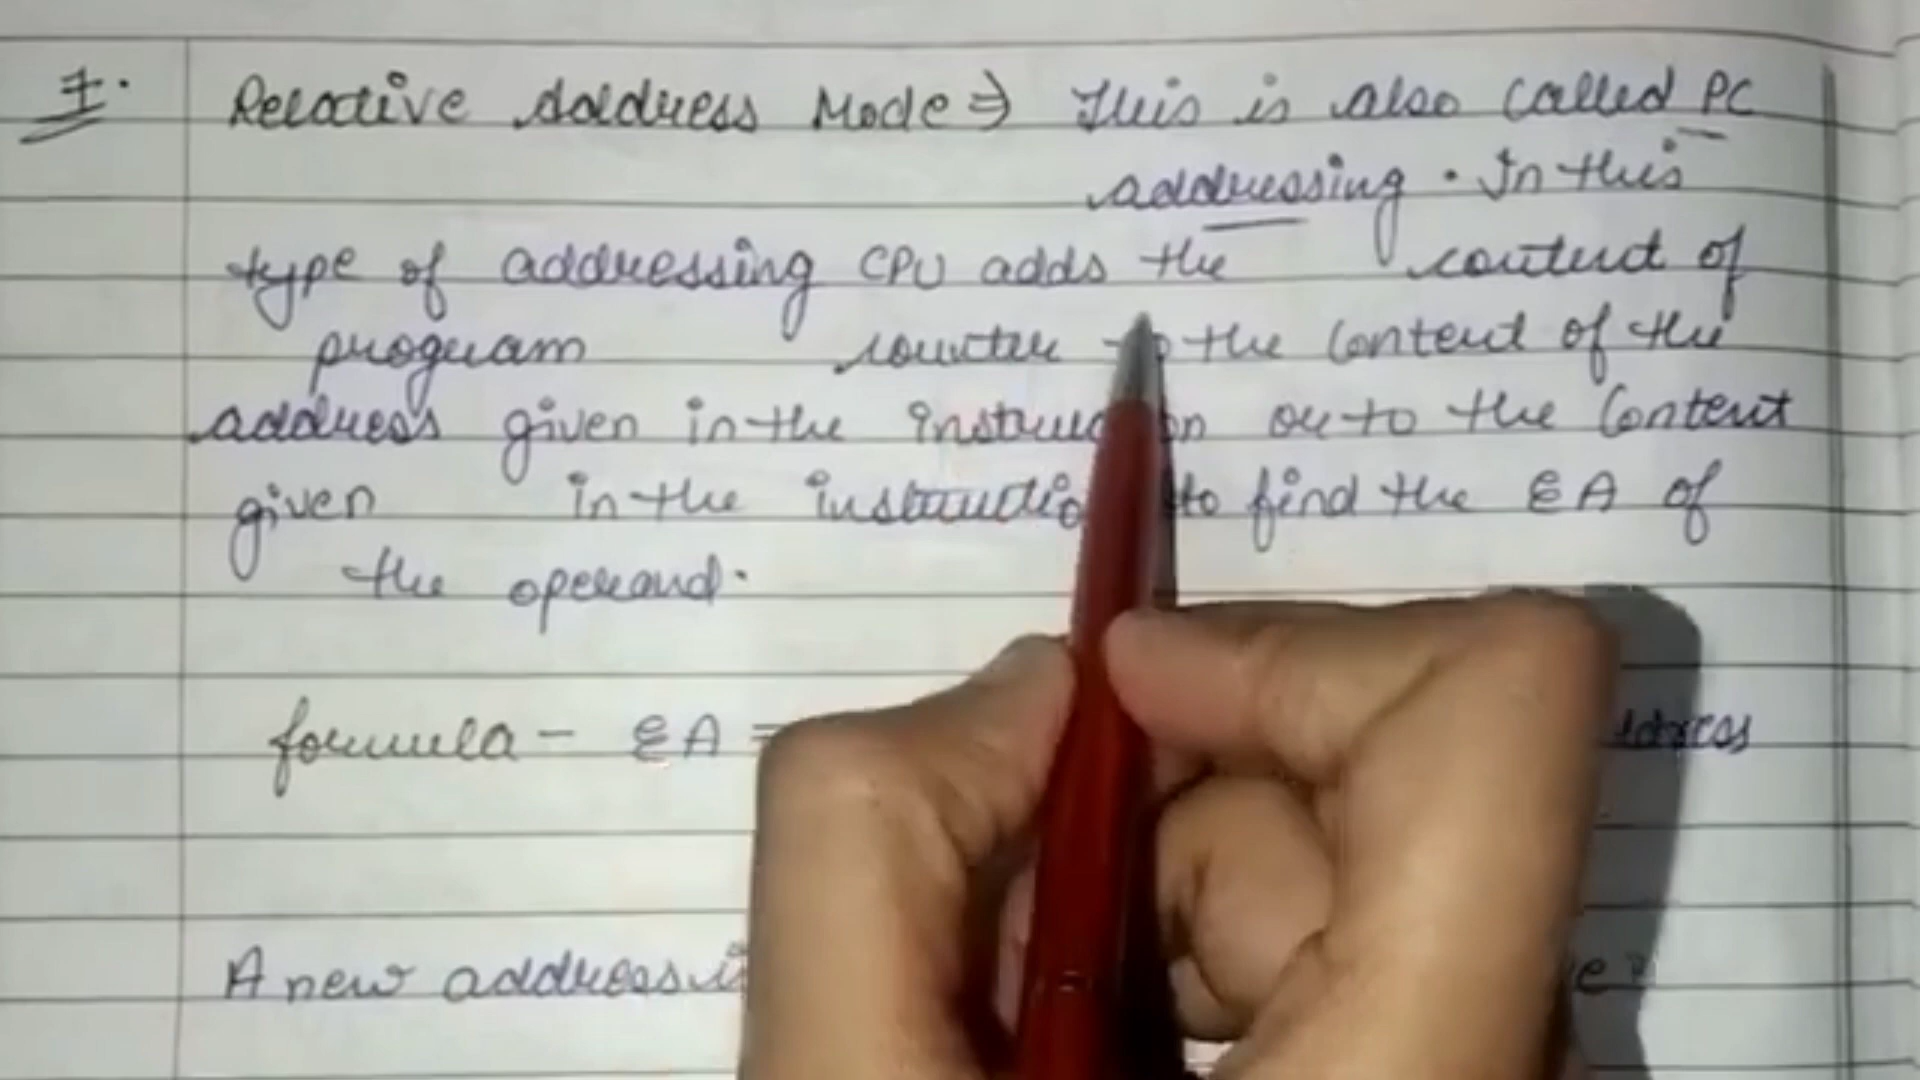 7. Relative Address Mode ⇒ This is also called PC
addressing. In this
type of addressing CPU adds the content of
program counter to the content of the
address given in the instruction or to the content
given in the instruction to find the EA of
the operand.
formula - EA = address
A new address is